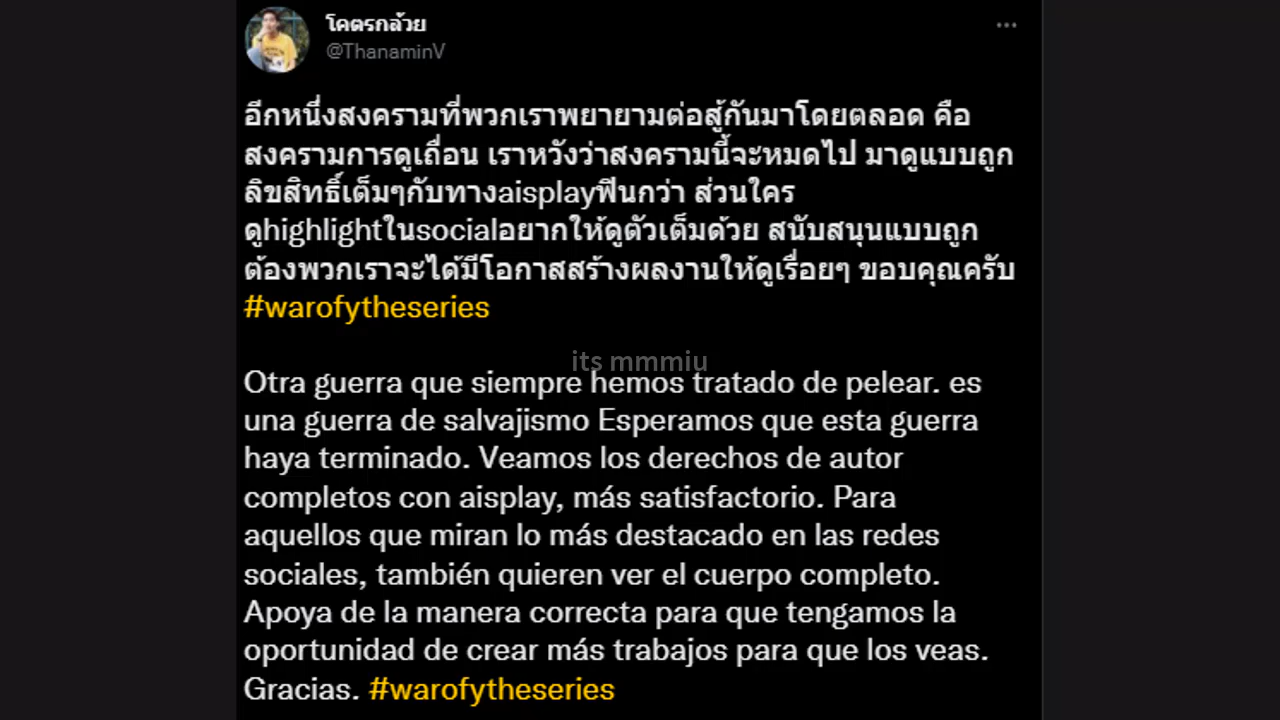 โคตรกล้วย
@ThanaminV
อีกหนึ่งสงครามที่พวกเราพยายามต่อสู้กันมาโดยตลอด คือ
สงครามการดูเถื่อน เราหวังว่าสงครามนี้จะหมดไป มาดูแบบถูก
ลิขสิทธิ์เต็มๆกับทางaisplayฟินกว่า ส่วนใคร
ดูhighlightในsocialอยากให้ดูตัวเต็มด้วย สนับสนุนแบบถูก
ต้องพวกเราจะได้มีโอกาสสร้างผลงานให้ดูเรื่อยๆ ขอบคุณครับ
#warofytheseries
its mmmiu
Otra guerra que siempre hemos tratado de pelear. es
una guerra de salvajismo Esperamos que esta guerra
haya terminado. Veamos los derechos de autor
completos con aisplay, más satisfactorio. Para
aquellos que miran lo más destacado en las redes
sociales, también quieren ver el cuerpo completo.
Apoya de la manera correcta para que tengamos la
oportunidad de crear más trabajos para que los veas.
Gracias. #warofytheseries